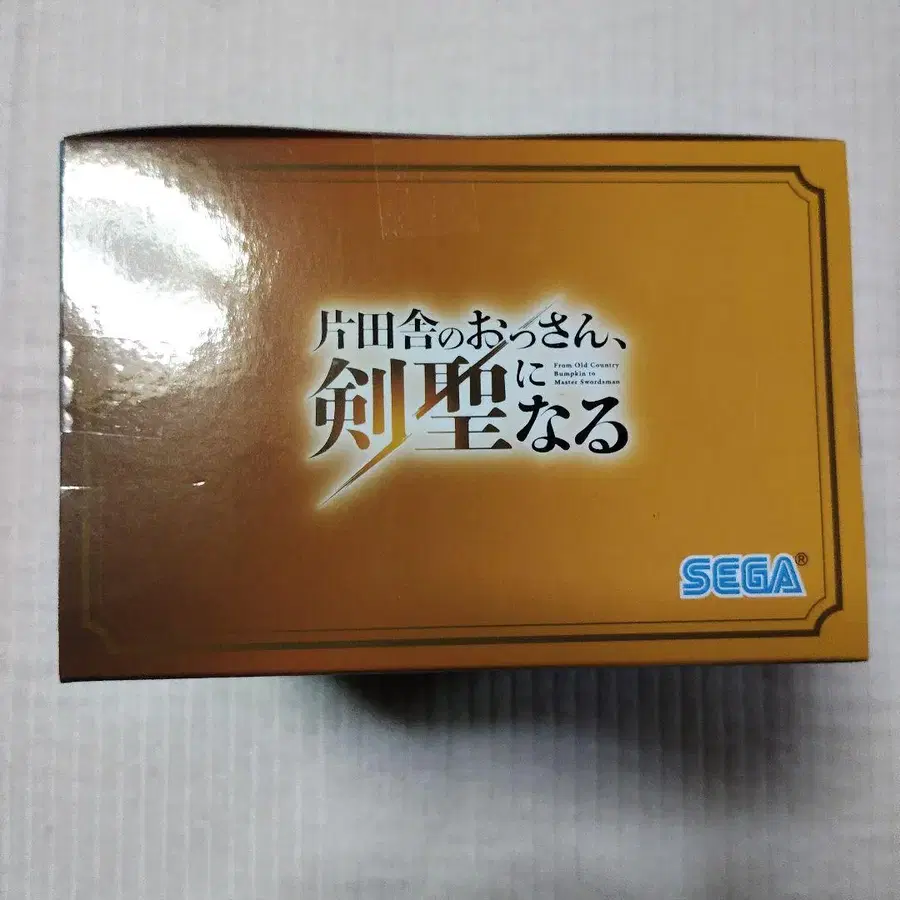 片田舎のおっさん、
剣聖になる
From Old Country
Bumpkin to
Master Swordsman
SEGA®